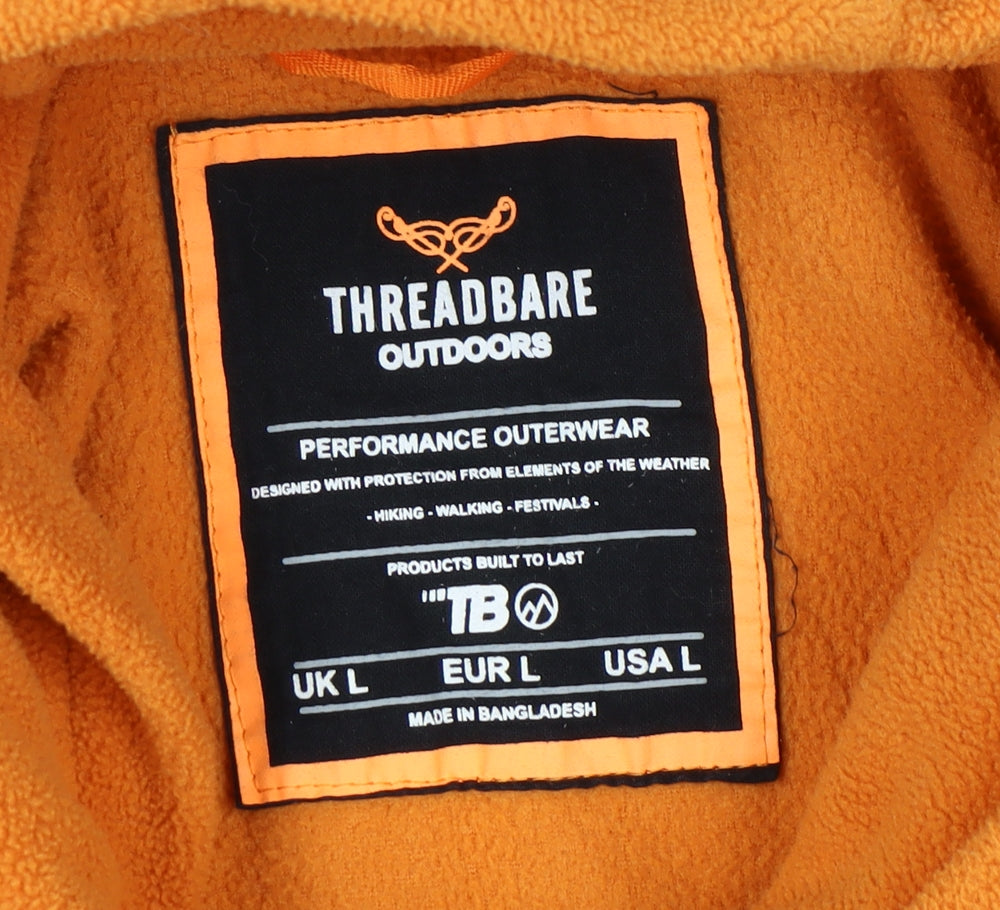 THREADBARE
OUTDOORS
PERFORMANCE OUTERWEAR
DESIGNED WITH PROTECTION FROM ELEMENTS OF THE WEATHER
- HIKING - WALKING - FESTIVALS -
PRODUCTS BUILT TO LAST
TB
UK L EUR L USA L
MADE IN BANGLADESH